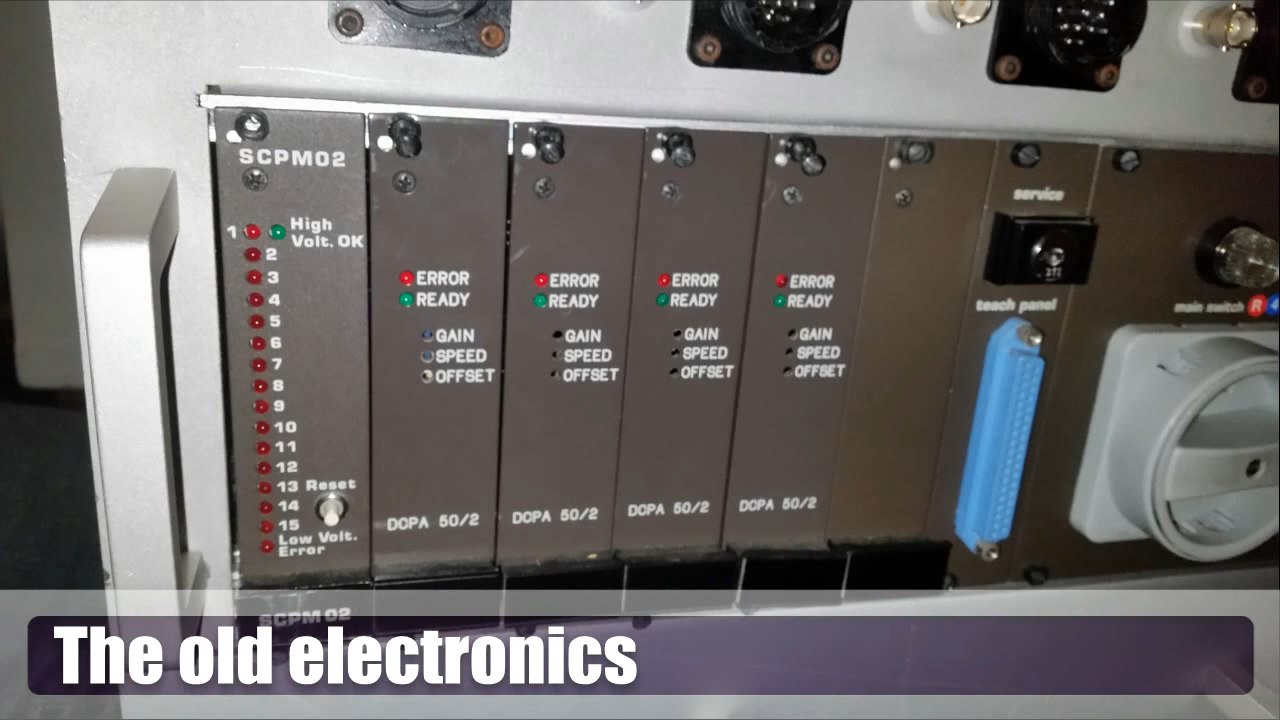 SCPM02
1 High
Volt. OK
2
3
4
5
6
7
8
9
10
11
12
13 Reset
14
15
Low Volt.
Error
SCPM02
ERROR
READY
GAIN
SPEED
OFFSET
DCPA 50/2
ERROR
READY
GAIN
SPEED
OFFSET
DCPA 50/2
ERROR
READY
GAIN
SPEED
OFFSET
DCPA 50/2
ERROR
READY
GAIN
SPEED
OFFSET
DCPA 50/2
service
teach panel
main switch R 4
The old electronics